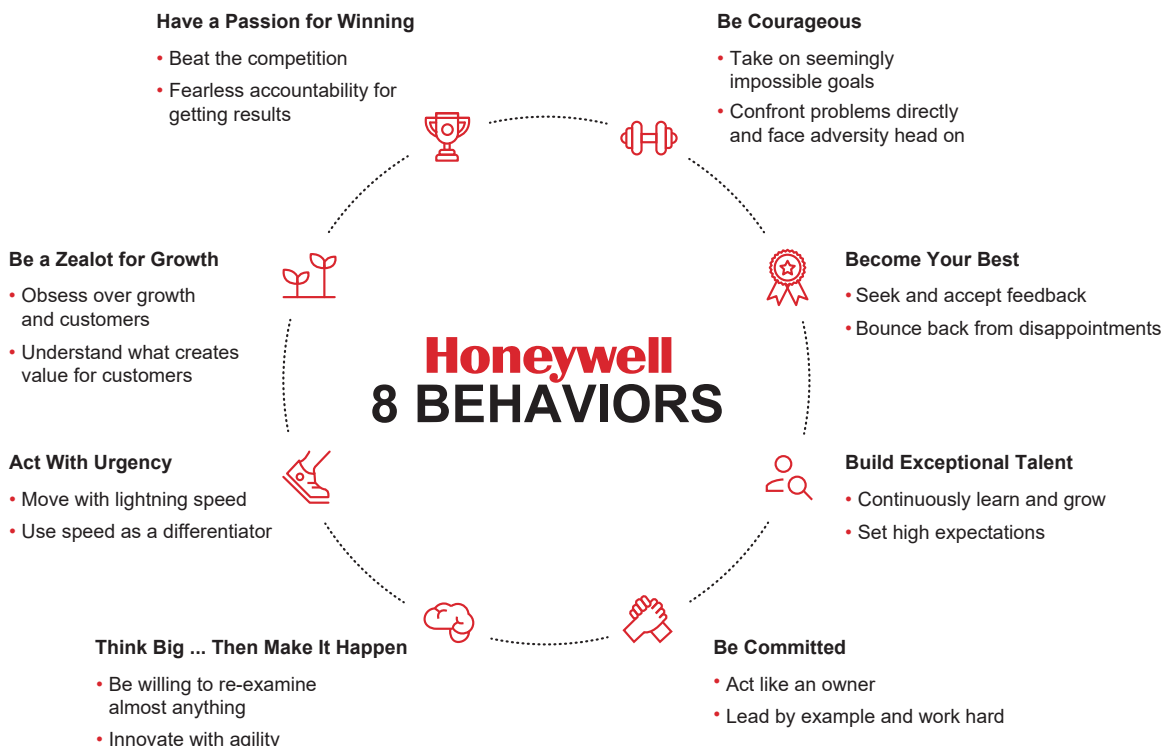 Have a Passion for Winning
• Beat the competition
• Fearless accountability for
getting results
Be Courageous
• Take on seemingly
impossible goals
• Confront problems directly
and face adversity head on
Be a Zealot for Growth
• Obsess over growth
and customers
• Understand what creates
value for customers
Become Your Best
• Seek and accept feedback
• Bounce back from disappointments
Honeywell
8 BEHAVIORS
Act With Urgency
• Move with lightning speed
• Use speed as a differentiator
Build Exceptional Talent
• Continuously learn and grow
• Set high expectations
Think Big ... Then Make It Happen
• Be willing to re-examine
almost anything
• Innovate with agility
Be Committed
• Act like an owner
• Lead by example and work hard